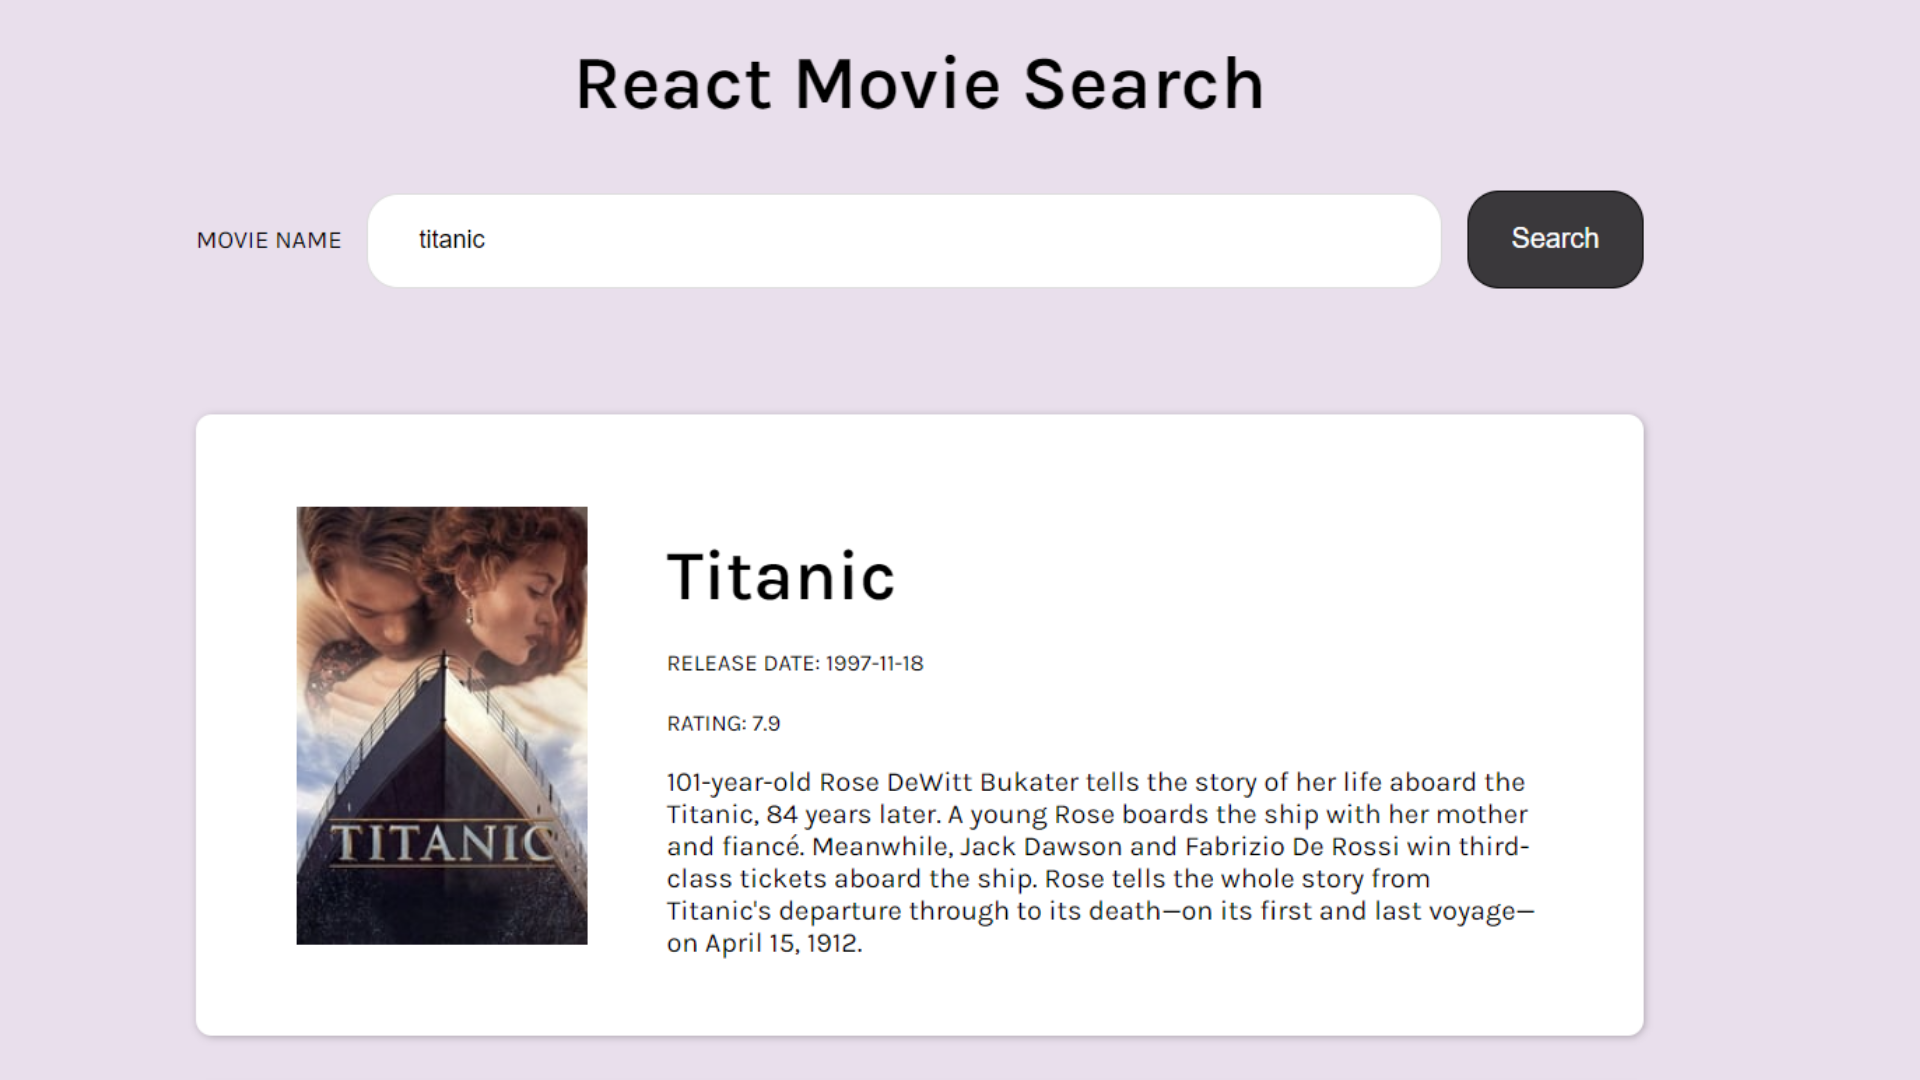 React Movie Search
MOVIE NAME
titanic
Search
TITANIC
Titanic
RELEASE DATE: 1997-11-18
RATING: 7.9
101-year-old Rose DeWitt Bukater tells the story of her life aboard the
Titanic, 84 years later. A young Rose boards the ship with her mother
and fiancé. Meanwhile, Jack Dawson and Fabrizio De Rossi win third-
class tickets aboard the ship. Rose tells the whole story from
Titanic's departure through to its death—on its first and last voyage—
on April 15, 1912.